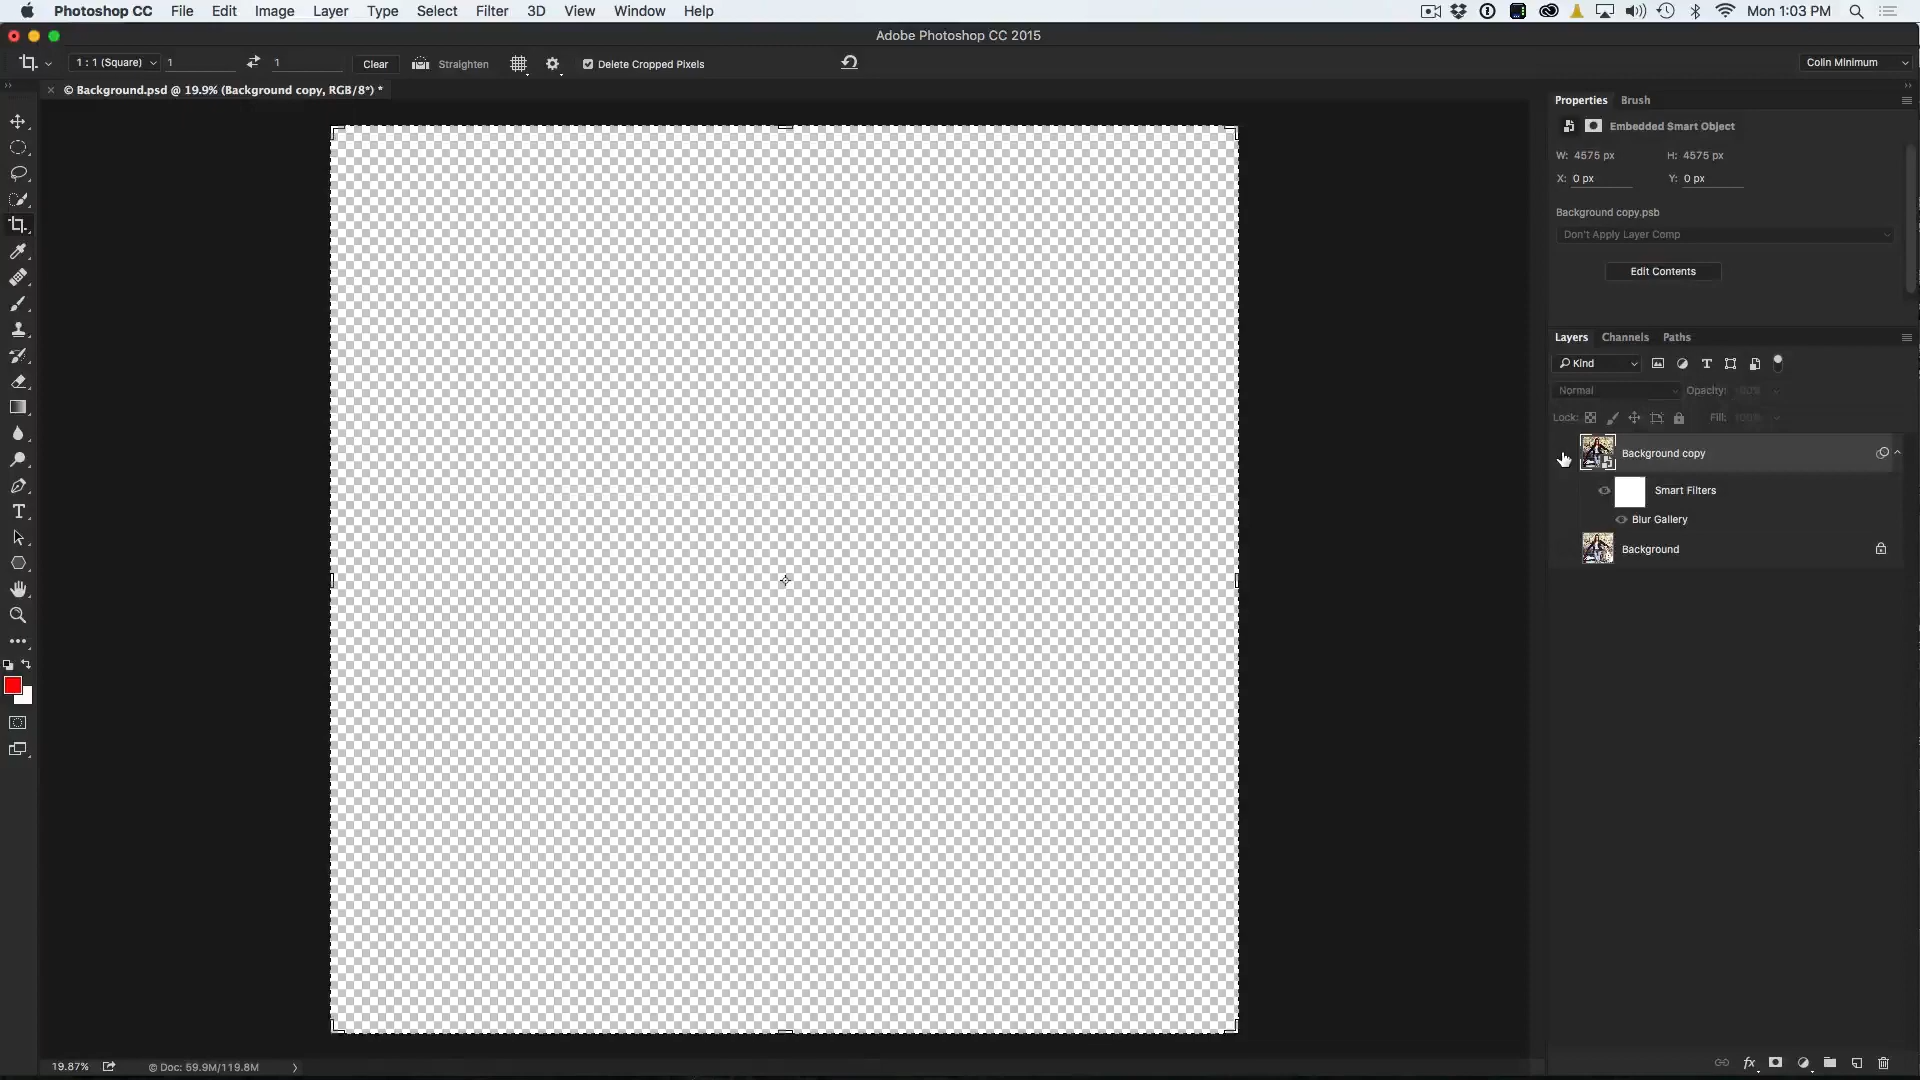 Photoshop CC File Edit Image Layer Type Select Filter 3D View Window Help Mon 1:03 PM
Adobe Photoshop CC 2015
1 : 1 (Square) 1 1 Clear Straighten Delete Cropped Pixels Colin Minimum
© Background.psd @ 19.9% (Background copy, RGB/8*) *
Properties Brush
Embedded Smart Object
W: 4575 px H: 4575 px
X: 0 px Y: 0 px
Background copy.psb
Don't Apply Layer Comp
Edit Contents
Layers Channels Paths
Kind
Normal Opacity:
Lock: Fill: 100%
Background copy
Smart Filters
Blur Gallery
Background
19.87% © Doc: 59.9M/119.8M
fx